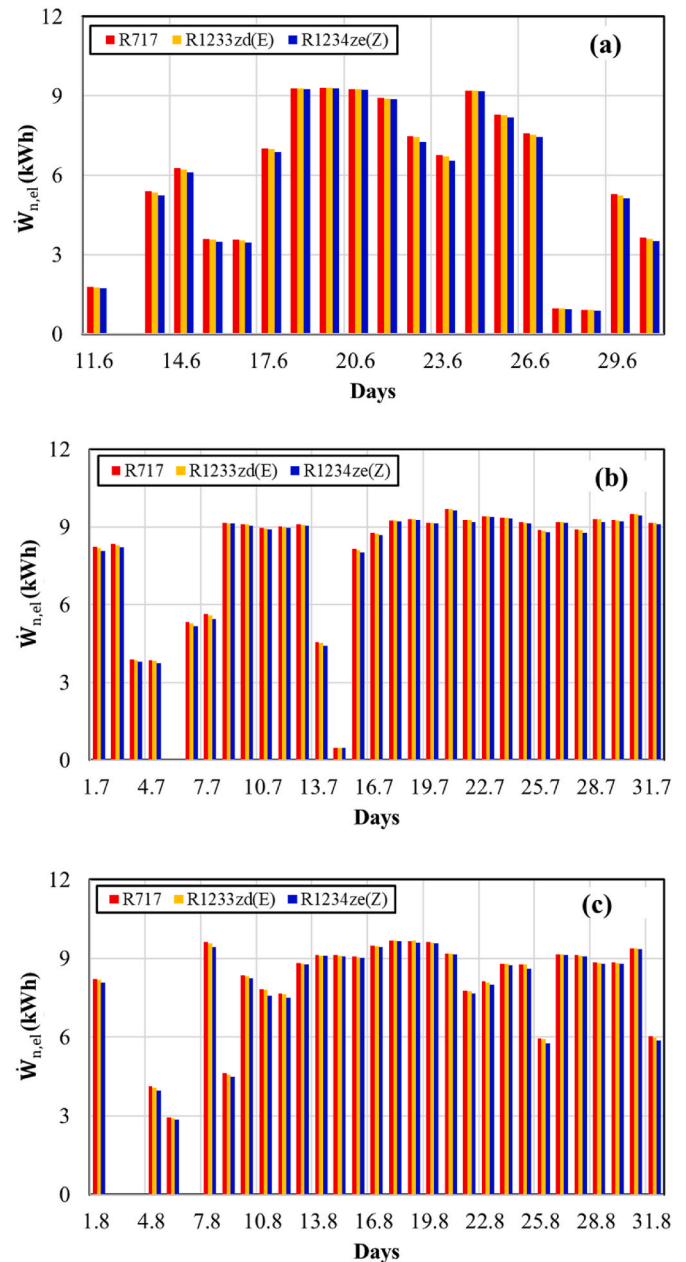 12
R717 R1233zd(E) R1234ze(Z)
(a)
9
6
3
0
Ẇn,el (kWh)
11.6 14.6 17.6 20.6 23.6 26.6 29.6
Days
12
R717 R1233zd(E) R1234ze(Z)
(b)
9
6
3
0
Ẇn,el (kWh)
1.7 4.7 7.7 10.7 13.7 16.7 19.7 22.7 25.7 28.7 31.7
Days
12
R717 R1233zd(E) R1234ze(Z)
(c)
9
6
3
0
Ẇn,el (kWh)
1.8 4.8 7.8 10.8 13.8 16.8 19.8 22.8 25.8 28.8 31.8
Days